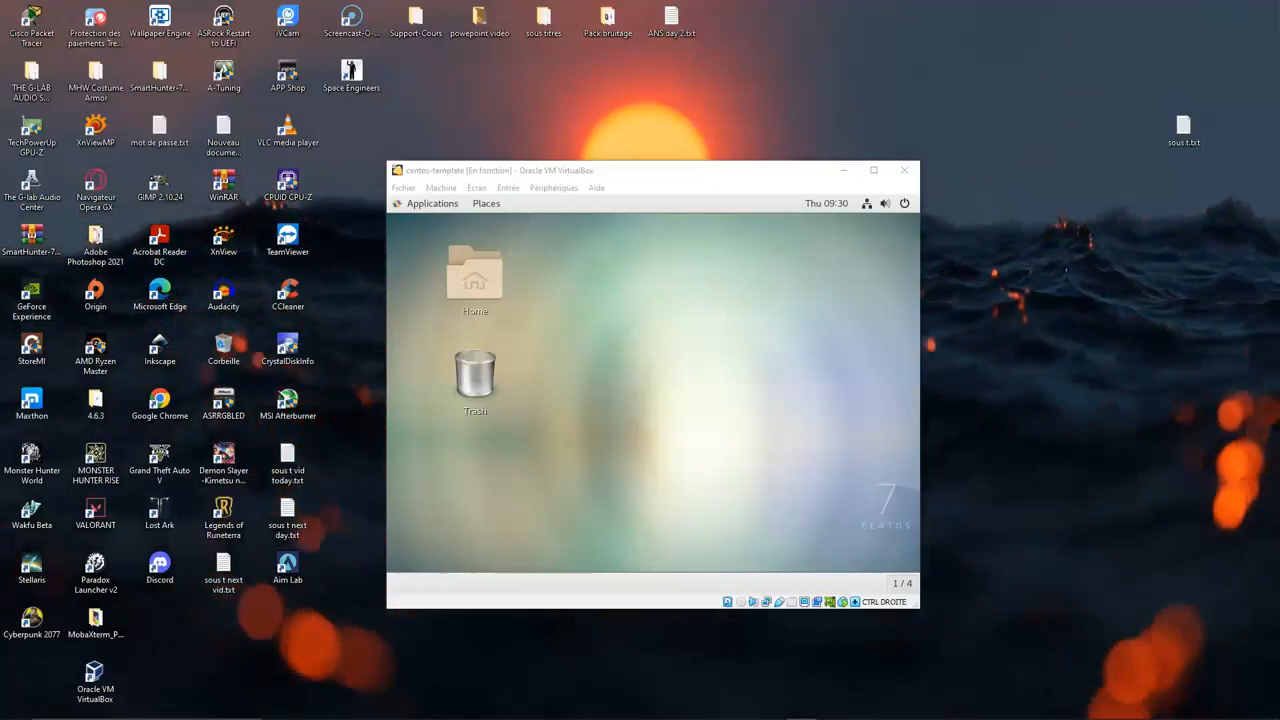 Cisco Packet
Tracer
Protection des
paiements Tre...
Wallpaper Engine
ASRock Restart
to UEFI
iVCam
Screencast-O-...
Support-Cours
powepoint video
sous titres
Pack bruitage
ANS day 2.txt
THE G-LAB
AUDIO S...
MHW Costume
Armor
SmartHunter-7...
A-Tuning
APP Shop
Space Engineers
TechPowerUp
GPU-Z
XnViewMP
mot de passe.txt
Nouveau
docume...
VLC media player
sous t.txt
The G-lab Audio
Center
Navigateur
Opera GX
GIMP 2.10.24
WinRAR
CPUID CPU-Z
SmartHunter-7...
Adobe
Photoshop 2021
Acrobat Reader
DC
XnView
TeamViewer
GeForce
Experience
Origin
Microsoft Edge
Audacity
CCleaner
StoreMI
AMD Ryzen
Master
Inkscape
Corbeille
CrystalDiskInfo
Maxthon
4.6.3
Google Chrome
ASRRGBLED
MSI Afterburner
Monster Hunter
World
MONSTER
HUNTER RISE
Grand Theft Auto
V
Demon Slayer
-Kimetsu n...
sous t vid
today.txt
Wakfu Beta
VALORANT
Lost Ark
Legends of
Runeterra
sous t next
day.txt
Stellaris
Paradox
Launcher v2
Discord
sous t next
vid.txt
Aim Lab
Cyberpunk 2077
MobaXterm_P...
Oracle VM
VirtualBox
centos-template [En fonction] - Oracle VM VirtualBox
Fichier Machine Écran Entrée Périphériques Aide
Applications Places Thu 09:30
Home
Trash
7
CENTOS
1 / 4
CTRL DROITE